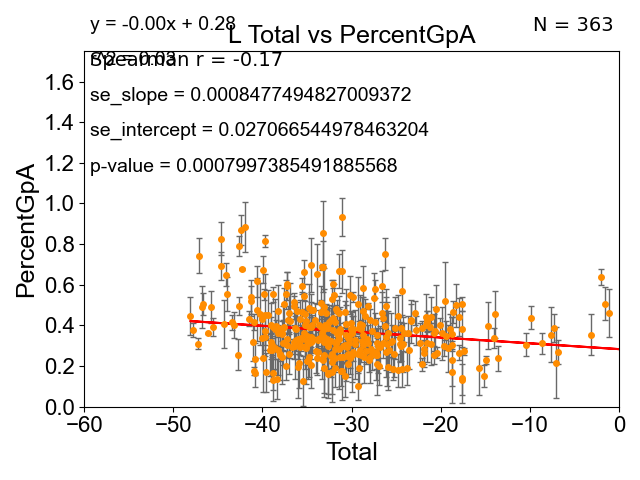 y = -0.00x + 0.28
N = 363
L Total vs PercentGpA
Spearman r = -0.17
se_slope = 0.0008477494827009372
se_intercept = 0.027066544978463204
p-value = 0.0007997385491885568
PercentGpA
1.6
1.4
1.2
1.0
0.8
0.6
0.4
0.2
0.0
−60 −50 −40 −30 −20 −10 0
Total